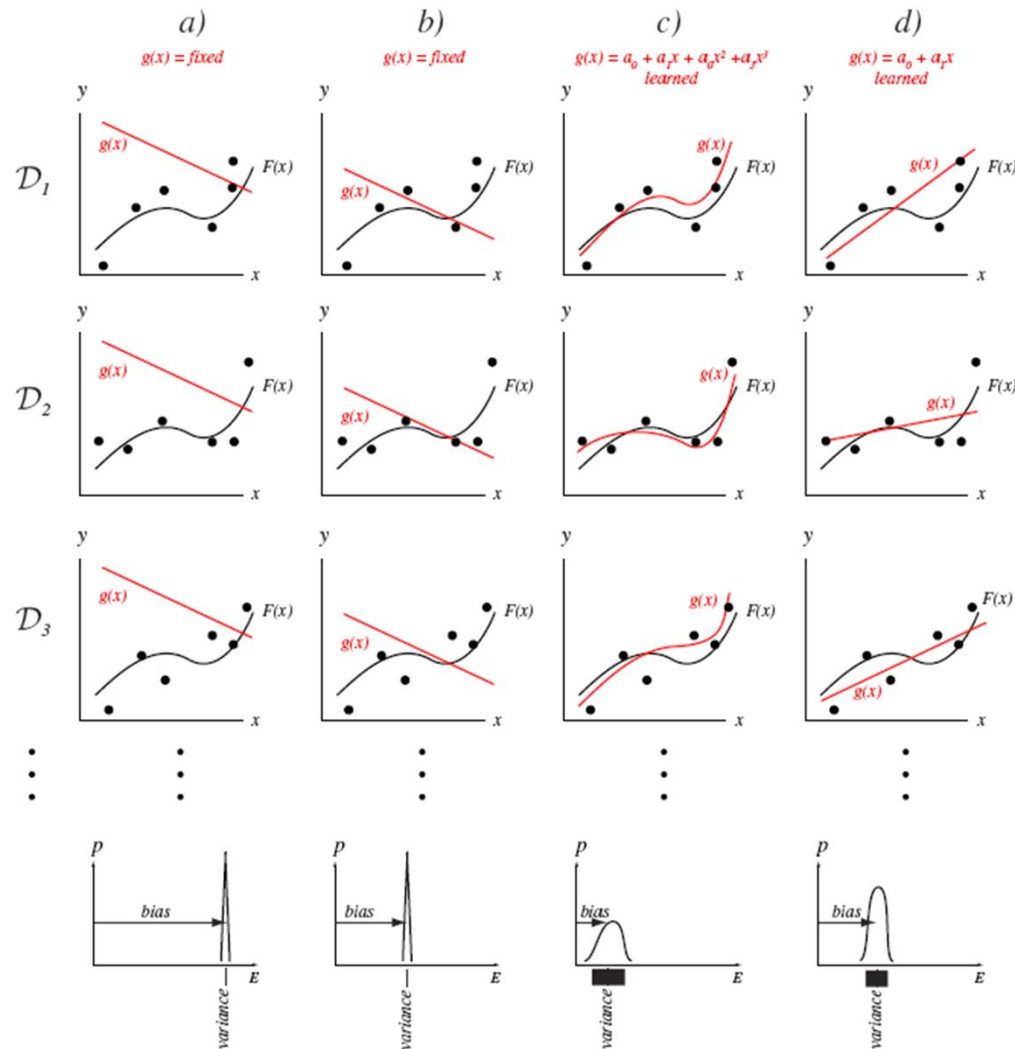 a) b) c) d)
g(x) = fixed g(x) = fixed g(x) = a₀ + a₁x + a₀x² +a₃x³ g(x) = a₀ + a₁x
learned learned
y y y y
g(x) g(x) g(x) g(x)
𝒟₁ F(x) F(x) F(x) F(x)
x x x x
y y y y
g(x) g(x) g(x) g(x)
𝒟₂ F(x) F(x) F(x) F(x)
x x x x
y y y y
g(x) g(x) g(x) g(x)
𝒟₃ F(x) F(x) F(x) F(x)
x x x x
p p p p
bias bias bias bias
E E E E
variance variance variance variance